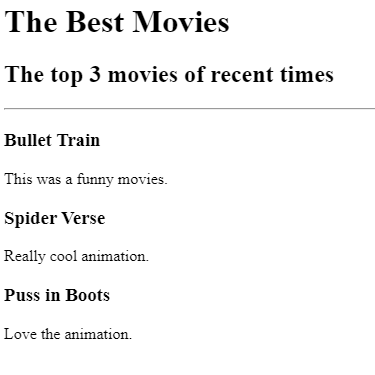 The Best Movies
The top 3 movies of recent times
Bullet Train
This was a funny movies.
Spider Verse
Really cool animation.
Puss in Boots
Love the animation.